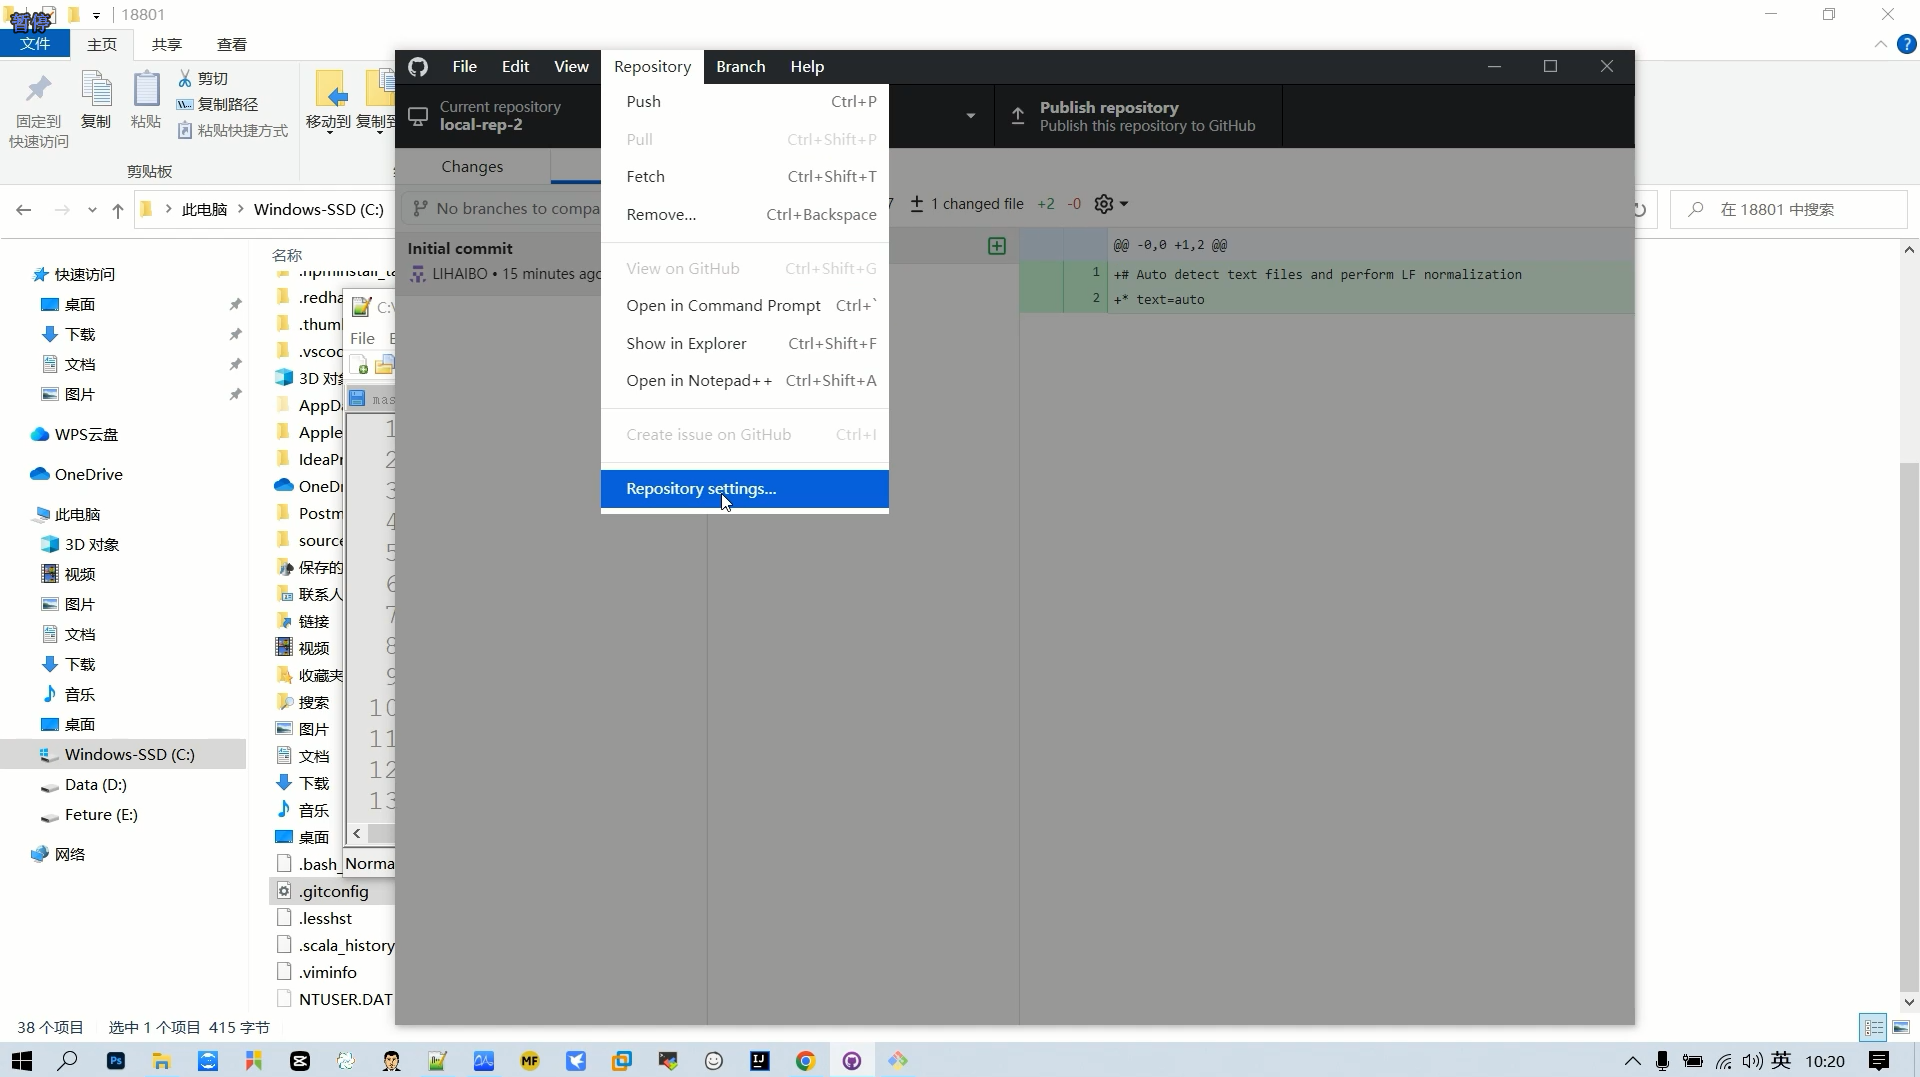 暂停
18801
文件 主页 共享 查看
固定到
快速访问
复制
粘贴
剪切
复制路径
粘贴快捷方式
移动到
剪贴板
此电脑 Windows-SSD (C:)
在 18801 中搜索
名称
快速访问
桌面
下载
文档
图片
WPS云盘
OneDrive
此电脑
3D 对象
视频
图片
文档
下载
音乐
桌面
Windows-SSD (C:)
Data (D:)
Feture (E:)
网络
.redha
.thum
.vscod
AppDa
Apple
Postm
source
保存的
联系人
链接
视频
收藏夹
搜索
图片
文档
下载
音乐
桌面
.bash_
.gitconfig
.lesshst
.scala_history
.viminfo
NTUSER.DAT
C:\
File
mas
1
2
3
4
5
6
7
8
9
10
11
12
13
Norma
File Edit View Repository Branch Help
Current repository
local-rep-2
Publish repository
Publish this repository to GitHub
Changes
No branches to compa
Initial commit
LIHAIBO • 15 minutes ago
Push Ctrl+P
Pull Ctrl+Shift+P
Fetch Ctrl+Shift+T
Remove... Ctrl+Backspace
View on GitHub Ctrl+Shift+G
Open in Command Prompt Ctrl+`
Show in Explorer Ctrl+Shift+F
Open in Notepad++ Ctrl+Shift+A
Create issue on GitHub Ctrl+I
Repository settings...
1 changed file +2 -0
@@ -0,0 +1,2 @@
1 +# Auto detect text files and perform LF normalization
2 +* text=auto
38 个项目 选中 1 个项目 415 字节
Ps
MF
IJ
英 10:20